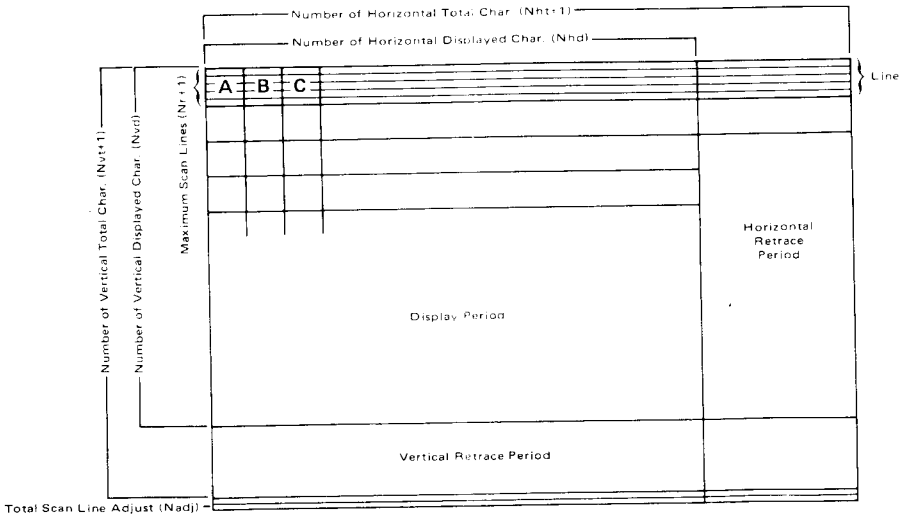 Number of Horizontal Total Char. (Nht+1)
Number of Horizontal Displayed Char. (Nhd)
Line
A B C
Number of Vertical Total Char. (Nvt+1)
Number of Vertical Displayed Char. (Nvd)
Maximum Scan Lines (Nr+1)
Horizontal
Retrace
Period
Display Period
Vertical Retrace Period
Total Scan Line Adjust (Nadj)